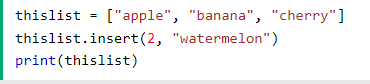 thislist = ["apple", "banana", "cherry"]
thislist.insert(2, "watermelon")
print(thislist)